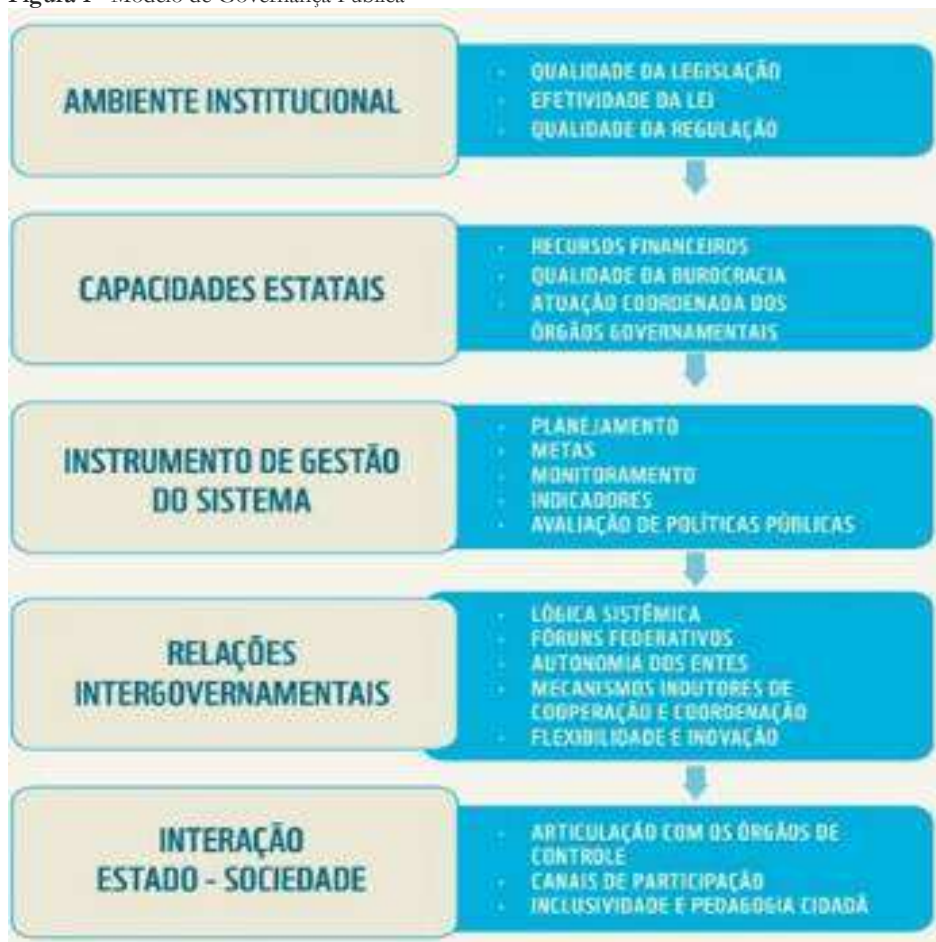 Figura 1 - Modelo de Governança Pública
AMBIENTE INSTITUCIONAL
· QUALIDADE DA LEGISLAÇÃO
· EFETIVIDADE DA LEI
· QUALIDADE DA REGULAÇÃO
CAPACIDADES ESTATAIS
· RECURSOS FINANCEIROS
· QUALIDADE DA BUROCRACIA
· ATUAÇÃO COORDENADA DOS
ÓRGÃOS GOVERNAMENTAIS
INSTRUMENTO DE GESTÃO
DO SISTEMA
· PLANEJAMENTO
· METAS
· MONITORAMENTO
· INDICADORES
· AVALIAÇÃO DE POLÍTICAS PÚBLICAS
RELAÇÕES
INTERGOVERNAMENTAIS
· LÓGICA SISTÊMICA
· FÓRUNS FEDERATIVOS
· AUTONOMIA DOS ENTES
· MECANISMOS INDUTORES DE
COOPERAÇÃO E COORDENAÇÃO
· FLEXIBILIDADE E INOVAÇÃO
INTERAÇÃO
ESTADO - SOCIEDADE
· ARTICULAÇÃO COM OS ÓRGÃOS DE
CONTROLE
· CANAIS DE PARTICIPAÇÃO
· INCLUSIVIDADE E PEDAGOGIA CIDADÃ